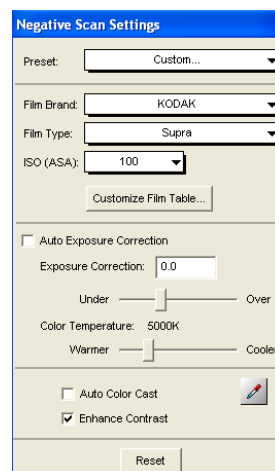 Negative Scan Settings
Preset: Custom...
Film Brand: KODAK
Film Type: Supra
ISO (ASA): 100
Customize Film Table...
Auto Exposure Correction
Exposure Correction: 0.0
Under Over
Color Temperature: 5000K
Warmer Coole
Auto Color Cast
Enhance Contrast
Reset